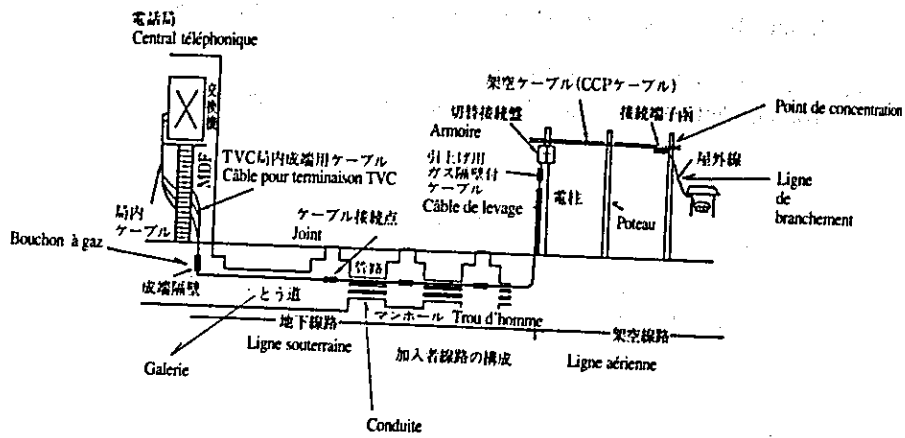 電話局
Central téléphonique
交換機
MDF
TVC局内成端用ケーブル
Câble pour terminaison TVC
局内
ケーブル
ケーブル接続点
Joint
Bouchon à gaz
成端隔壁
とう道
管路
マンホール Trou d'homme
地下線路
Ligne souterraine
Galerie
加入者線路の構成
Conduite
架空ケーブル(CCPケーブル)
切替接続盤
Armoire
引上げ用
ガス隔壁付
ケーブル
Câble de levage
電柱
Poteau
接続端子函
Point de concentration
屋外線
Ligne
de
branchement
架空線路
Ligne aérienne